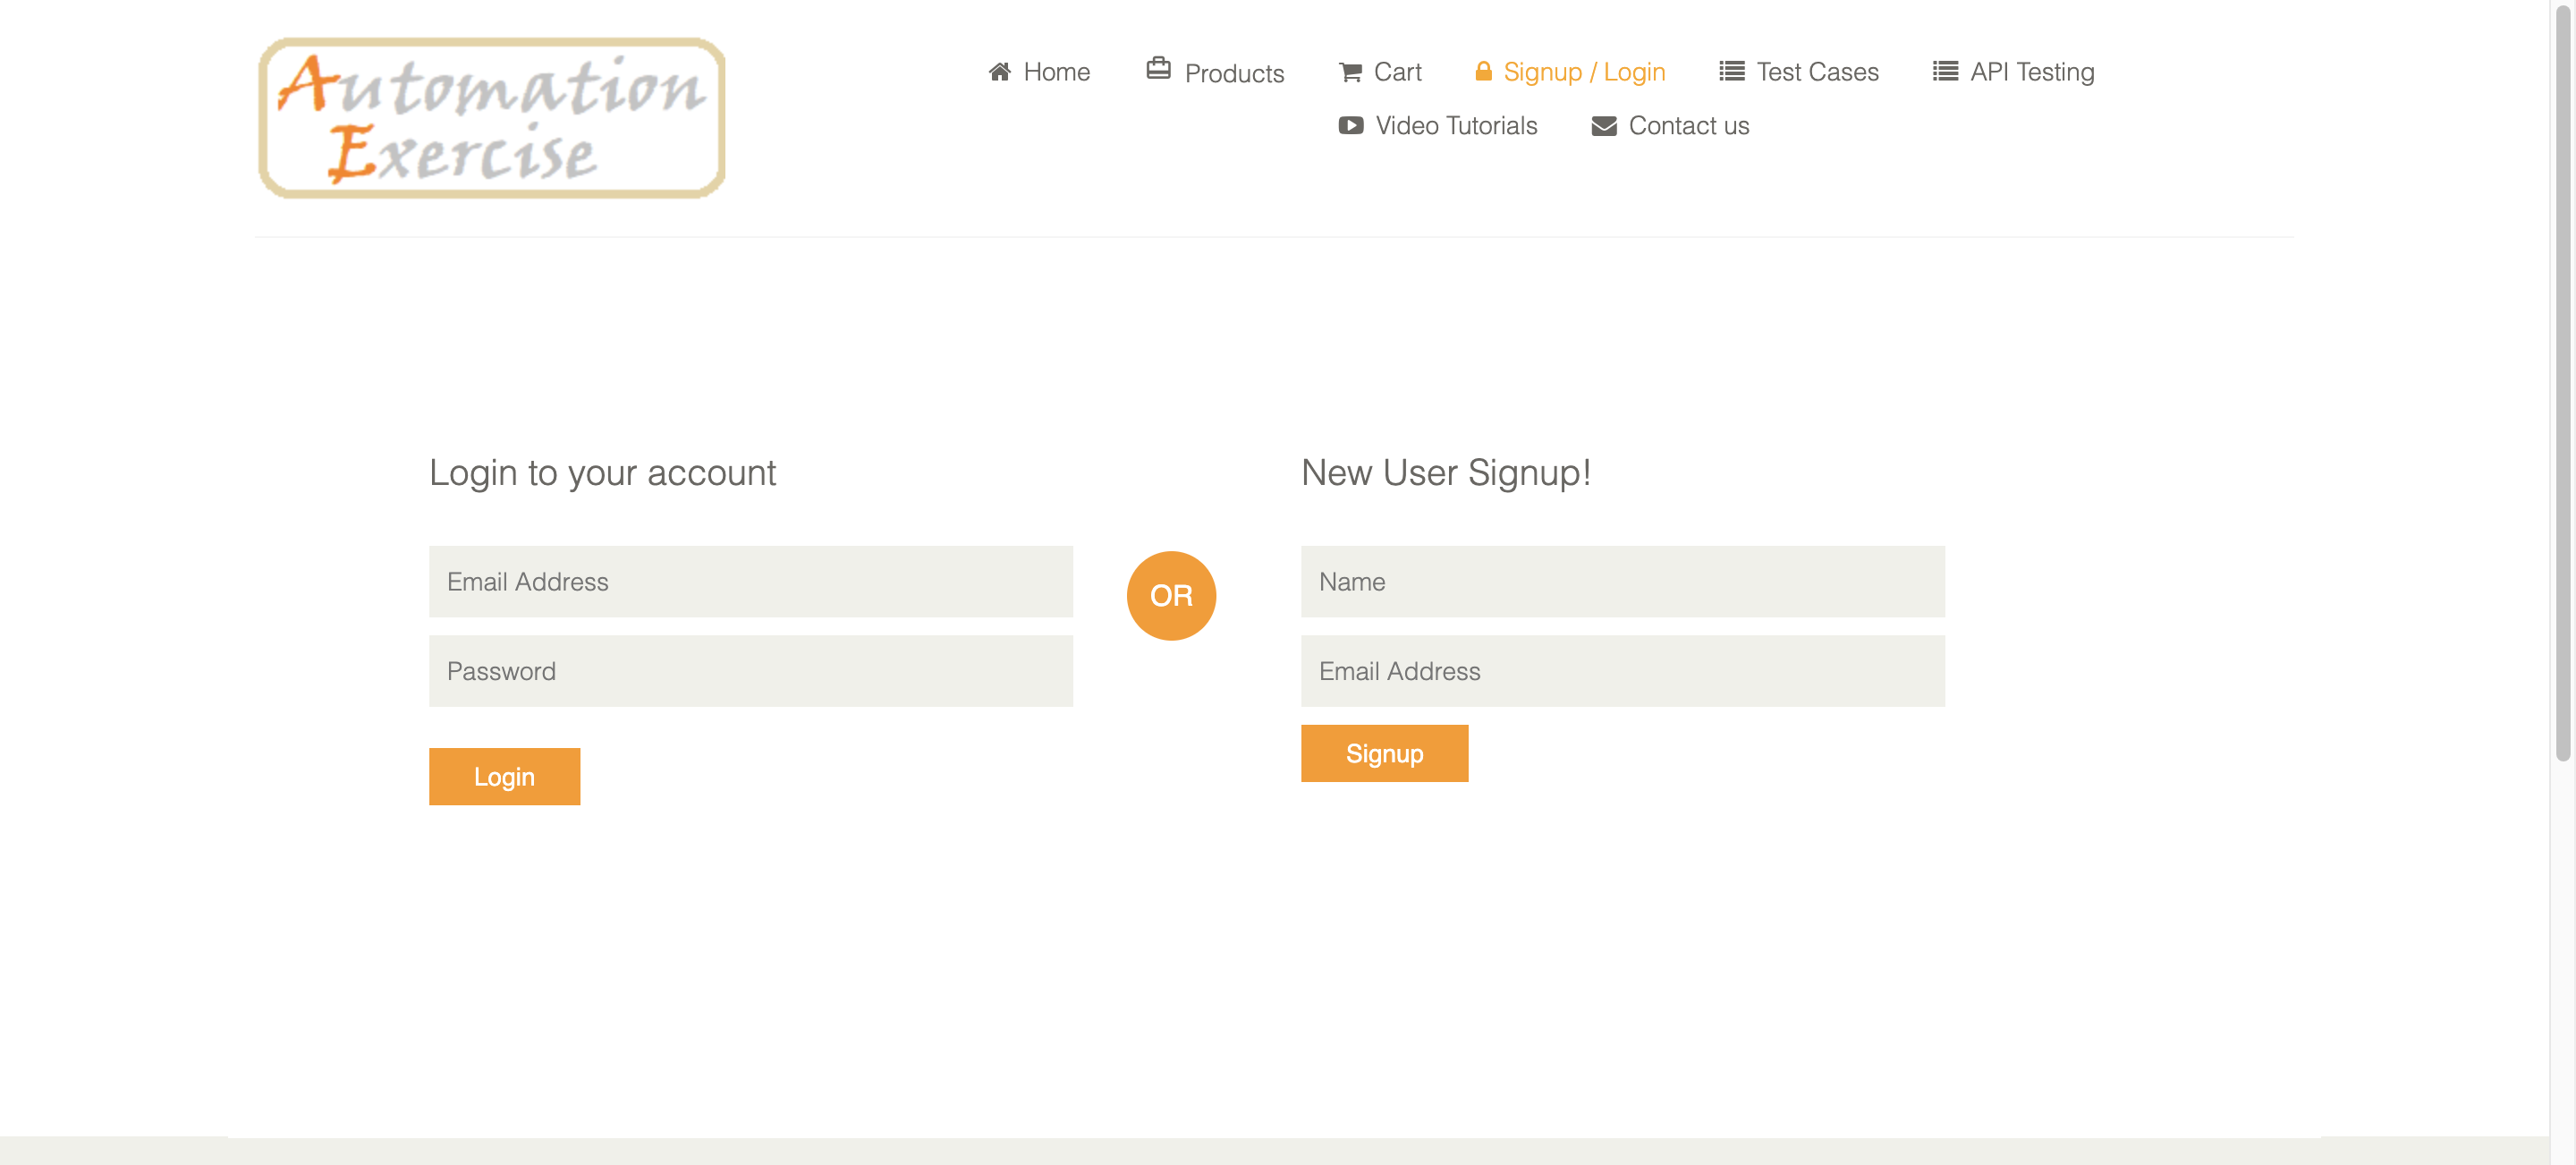 Automation
Exercise
Home Products Cart Signup / Login Test Cases API Testing
Video Tutorials Contact us
Login to your account
Email Address
Password
Login
OR
New User Signup!
Name
Email Address
Signup